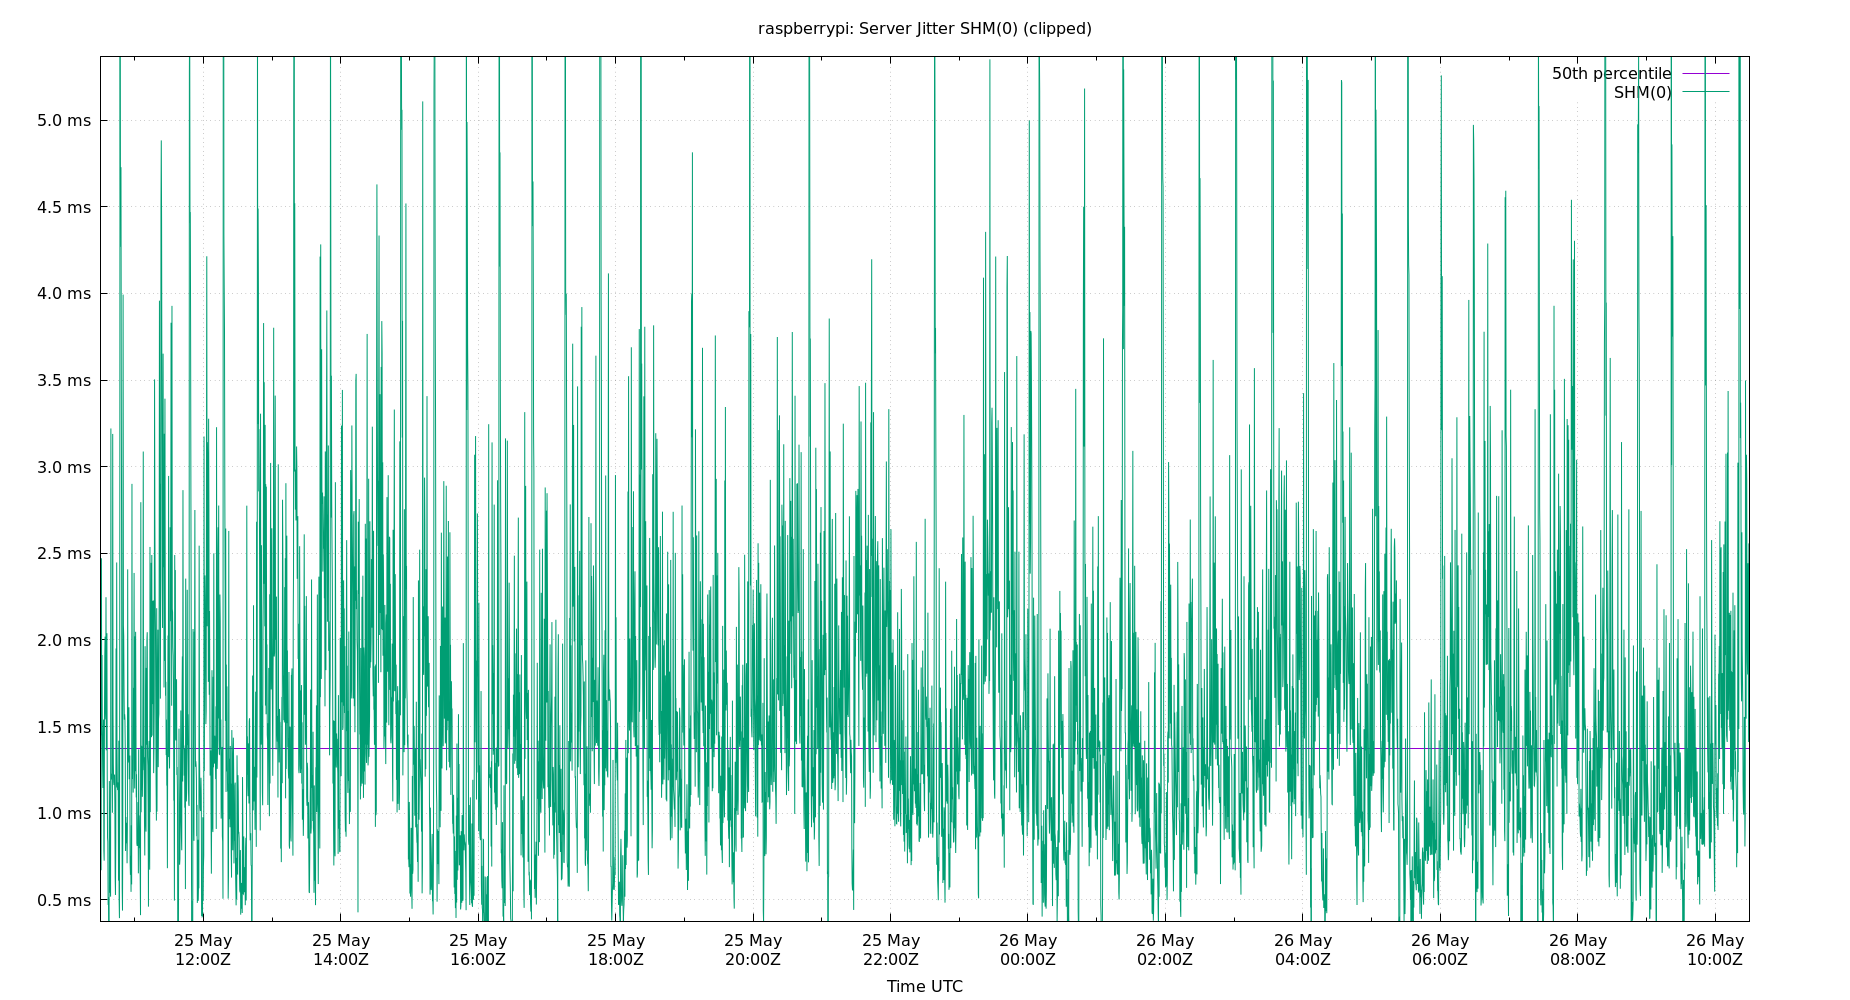 raspberrypi: Server Jitter SHM(0) (clipped)
50th percentile
SHM(0)
5.0 ms
4.5 ms
4.0 ms
3.5 ms
3.0 ms
2.5 ms
2.0 ms
1.5 ms
1.0 ms
0.5 ms
25 May 25 May 25 May 25 May 25 May 25 May 26 May 26 May 26 May 26 May 26 May 26 May
12:00Z 14:00Z 16:00Z 18:00Z 20:00Z 22:00Z 00:00Z 02:00Z 04:00Z 06:00Z 08:00Z 10:00Z
Time UTC